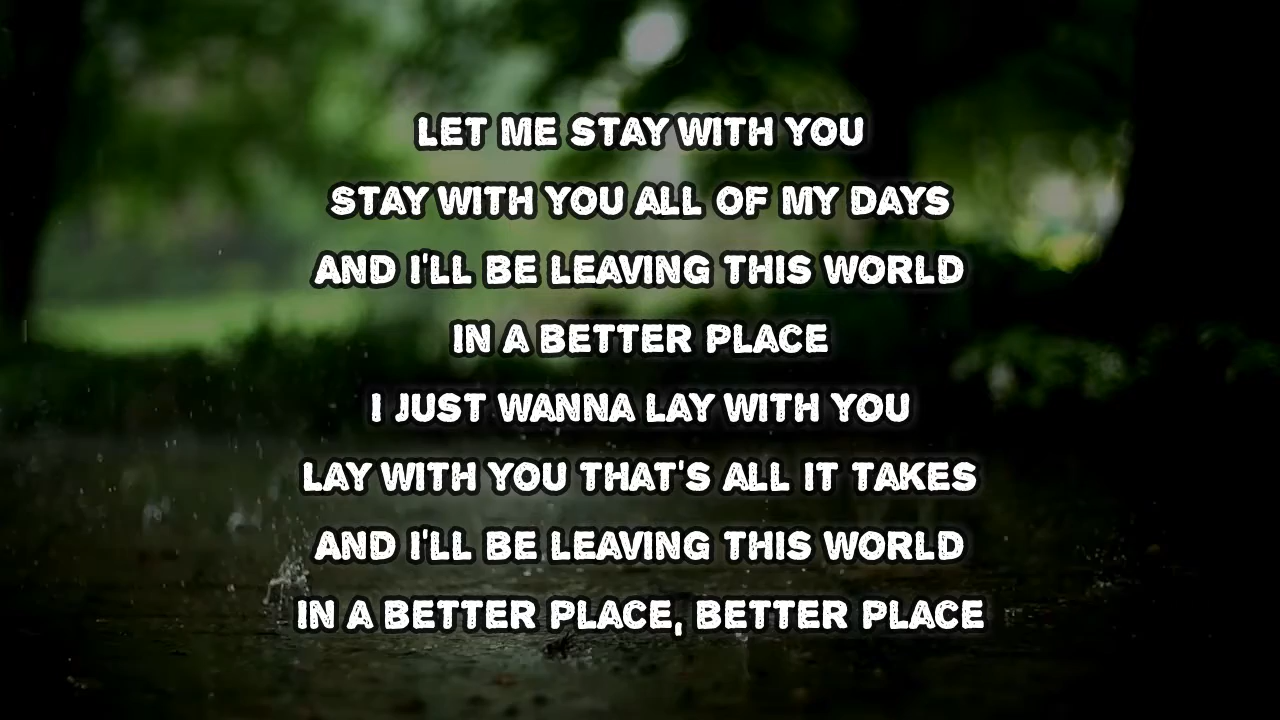 LET ME STAY WITH YOU
STAY WITH YOU ALL OF MY DAYS
AND I'LL BE LEAVING THIS WORLD
IN A BETTER PLACE
I JUST WANNA LAY WITH YOU
LAY WITH YOU THAT'S ALL IT TAKES
AND I'LL BE LEAVING THIS WORLD
IN A BETTER PLACE, BETTER PLACE